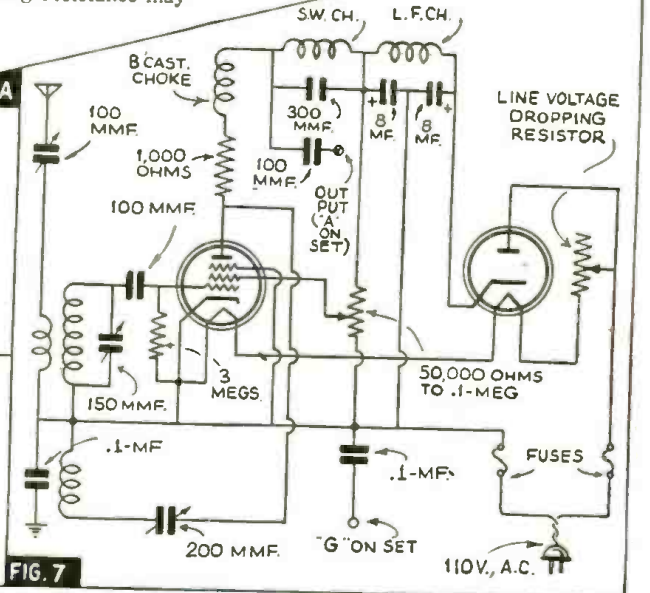 g resistance may
S.W. CH.
L.F. CH.
A
B'CAST.
CHOKE
100
MMF.
300
MMF.
+
8
MF.
8
MF.
+
LINE VOLTAGE
DROPPING
RESISTOR
1,000
OHMS
100
MMF.
OUT
PUT
("A"
ON
SET)
100 MMF.
3
MEGS.
150 MMF.
50,000 OHMS
TO .1-MEG
.1-MF
.1-MF.
FUSES
200 MMF.
"G" ON SET
110V., A.C.
FIG. 7